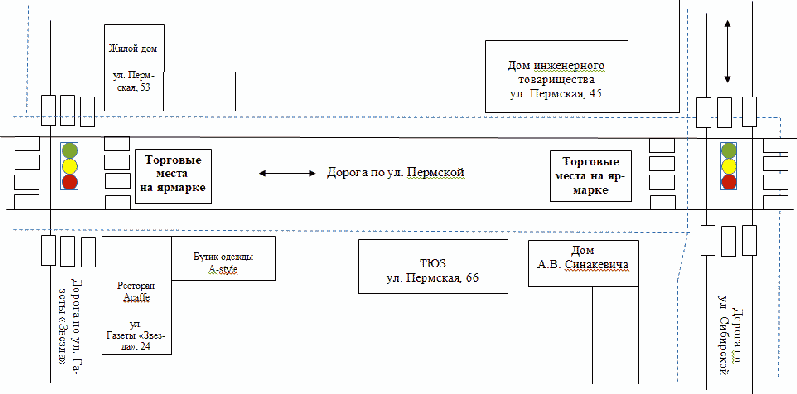 Жилой дом
ул. Перм-
ская, 53
Дом инженерного
товарищества
ул. Пермская, 45
Торговые
места
на ярмарке
Дорога по ул. Пермской
Торговые
места на яр-
марке
Бутик одежды
A-style
ТЮЗ
ул. Пермская, 66
Дом
А.В. Синакевича
Ресторан
ул.
Газеты «Звез-
да», 24
Дорога по ул. Га-
зеты «Звезда»
Дорога по
ул. Сибирской